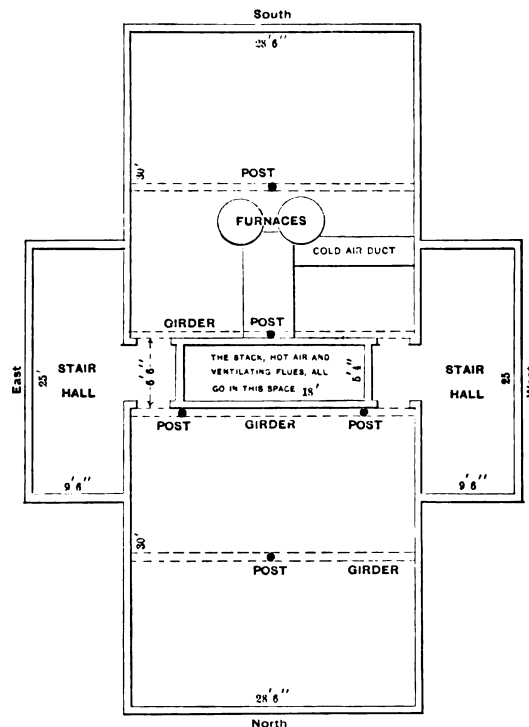 South
28'6"
30'
POST
FURNACES
COLD AIR DUCT
GIRDER
POST
STAIR
HALL
East
25'
6'6"
THE STACK, HOT AIR AND
VENTILATING FLUES, ALL
GO IN THIS SPACE 18'
5'4"
STAIR
HALL
25
West
POST
GIRDER
POST
9'6"
9'6"
30'
POST
GIRDER
28'6"
North